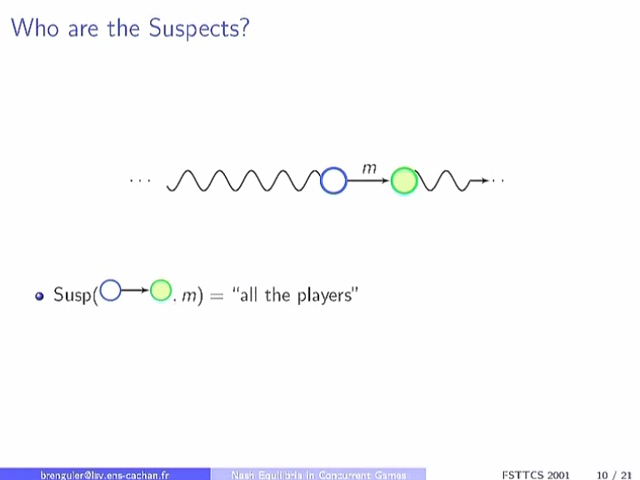 Who are the Suspects?
... m ...
Susp( , m) = "all the players"
brenguier@lsv.ens-cachan.fr Nash Equilibria in Concurrent Games FSTTCS 2001 10 / 21